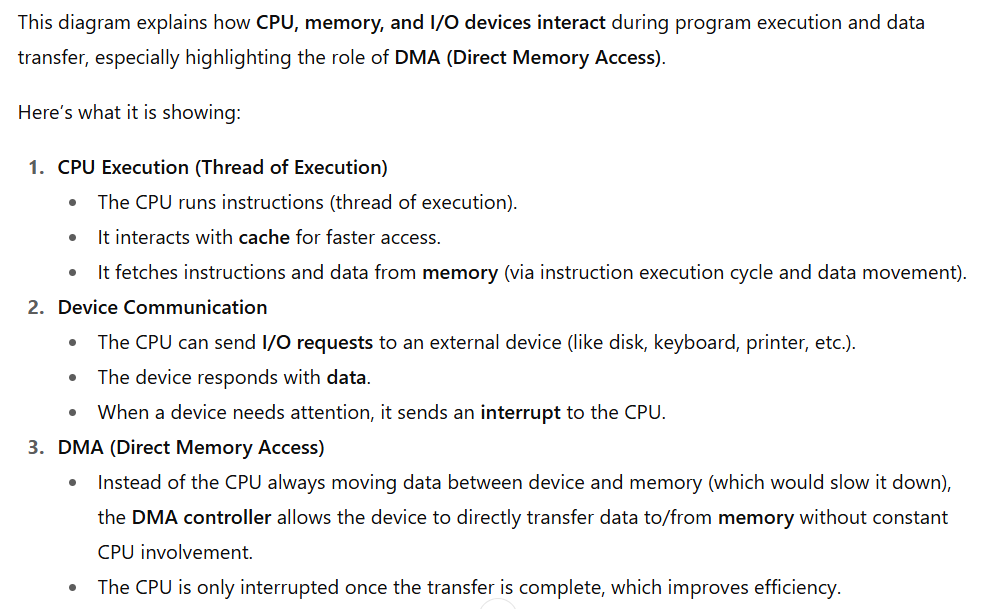 This diagram explains how CPU, memory, and I/O devices interact during program execution and data
transfer, especially highlighting the role of DMA (Direct Memory Access).
Here’s what it is showing:
1. CPU Execution (Thread of Execution)
• The CPU runs instructions (thread of execution).
• It interacts with cache for faster access.
• It fetches instructions and data from memory (via instruction execution cycle and data movement).
2. Device Communication
• The CPU can send I/O requests to an external device (like disk, keyboard, printer, etc.).
• The device responds with data.
• When a device needs attention, it sends an interrupt to the CPU.
3. DMA (Direct Memory Access)
• Instead of the CPU always moving data between device and memory (which would slow it down),
the DMA controller allows the device to directly transfer data to/from memory without constant
CPU involvement.
• The CPU is only interrupted once the transfer is complete, which improves efficiency.